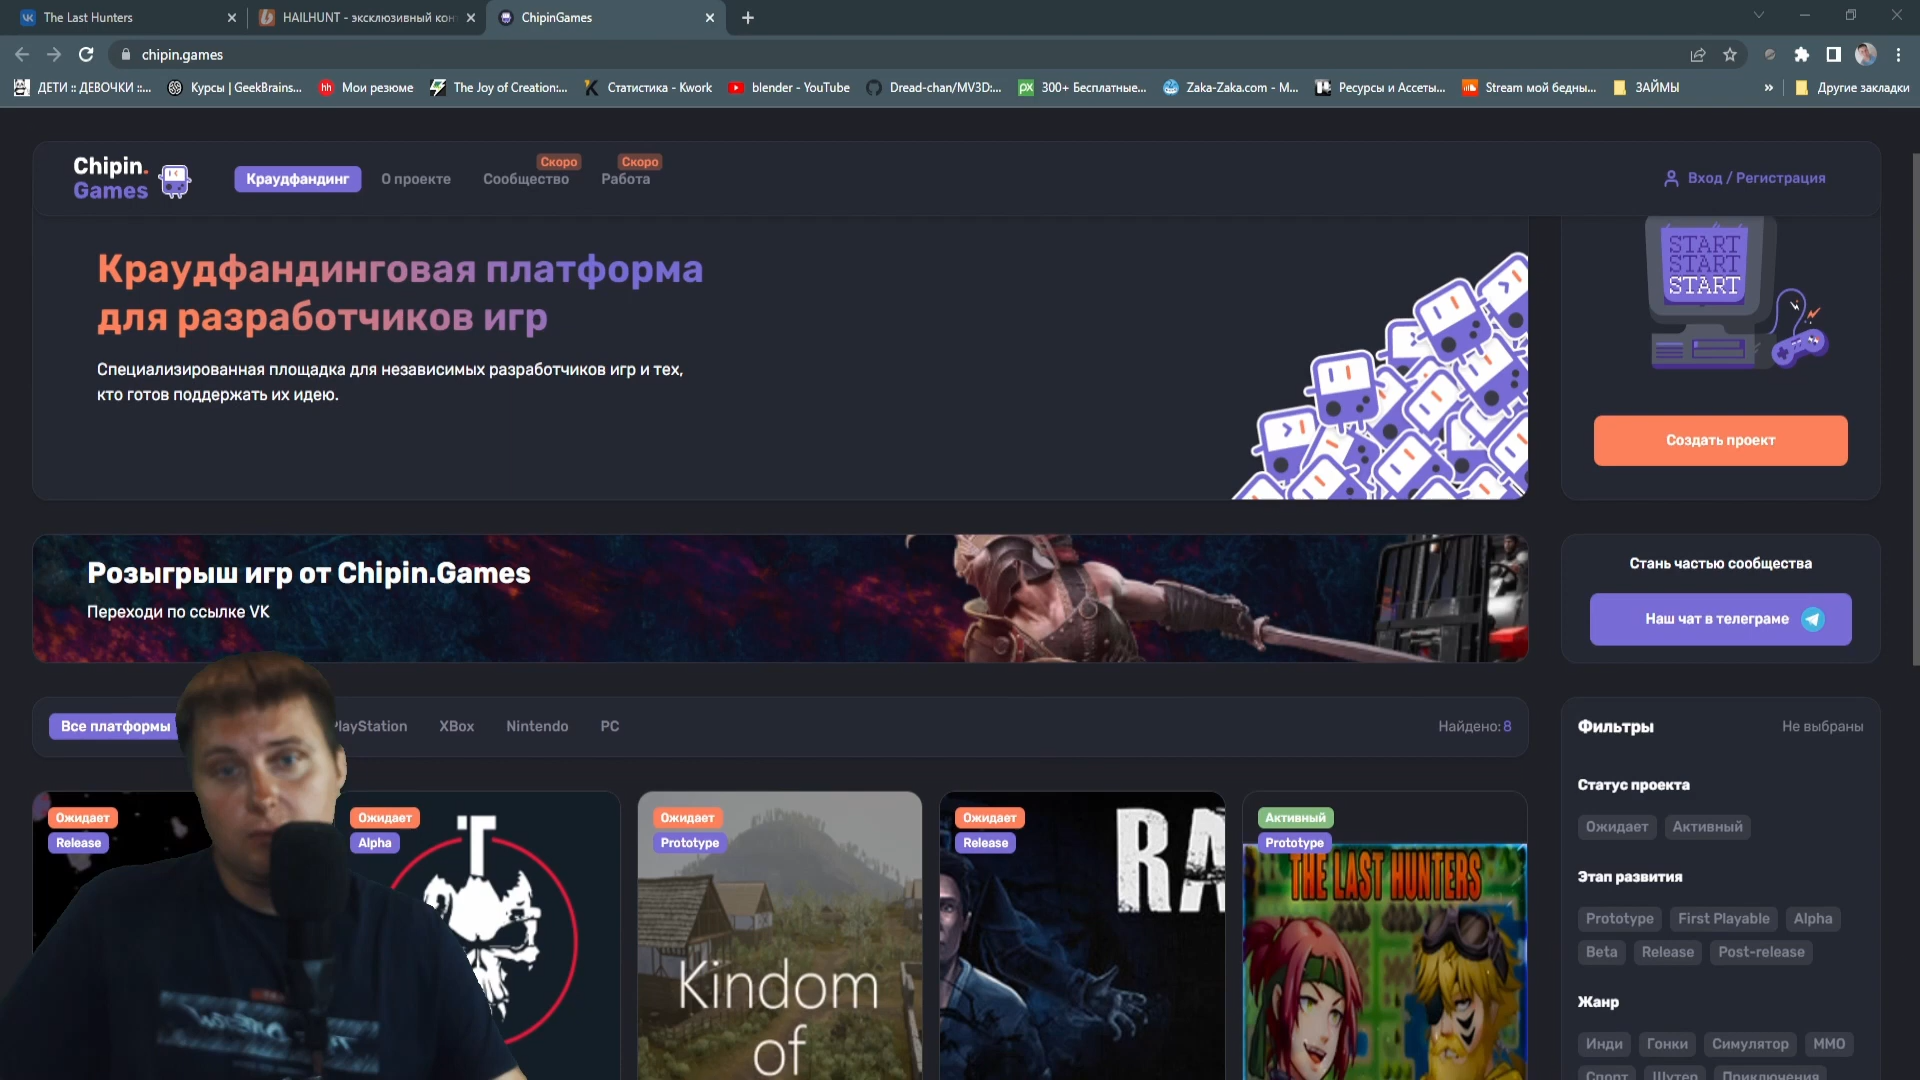 The Last Hunters
HAILHUNT - эксклюзивный кон
ChipinGames
chipin.games
ДЕТИ :: ДЕВОЧКИ ::...
Курсы | GeekBrains...
Мои резюме
The Joy of Creation:...
Статистика - Kwork
blender - YouTube
Dread-chan/MV3D:...
300+ Бесплатные...
Zaka-Zaka.com - M...
Ресурсы и Ассеты...
Stream мой бедны...
ЗАЙМЫ
»
Другие закладки
Chipin.
Games
Краудфандинг
О проекте
Скоро
Сообщество
Скоро
Работа
Вход / Регистрация
Краудфандинговая платформа
для разработчиков игр
Специализированная площадка для независимых разработчиков игр и тех,
кто готов поддержать их идею.
START
START
START
Создать проект
Розыгрыш игр от Chipin.Games
Переходи по ссылке VK
Стань частью сообщества
Наш чат в телеграме
Все платформы
PlayStation
XBox
Nintendo
PC
Найдено: 8
Фильтры
Не выбраны
Статус проекта
Ожидает
Активный
Этап развития
Prototype
First Playable
Alpha
Beta
Release
Post-release
Жанр
Инди
Гонки
Симулятор
MMO
Спорт
Шутер
Приключения
Ожидает
Release
Ожидает
Alpha
Ожидает
Prototype
Kindom
of
Ожидает
Release
RA
Активный
Prototype
THE LAST HUNTERS